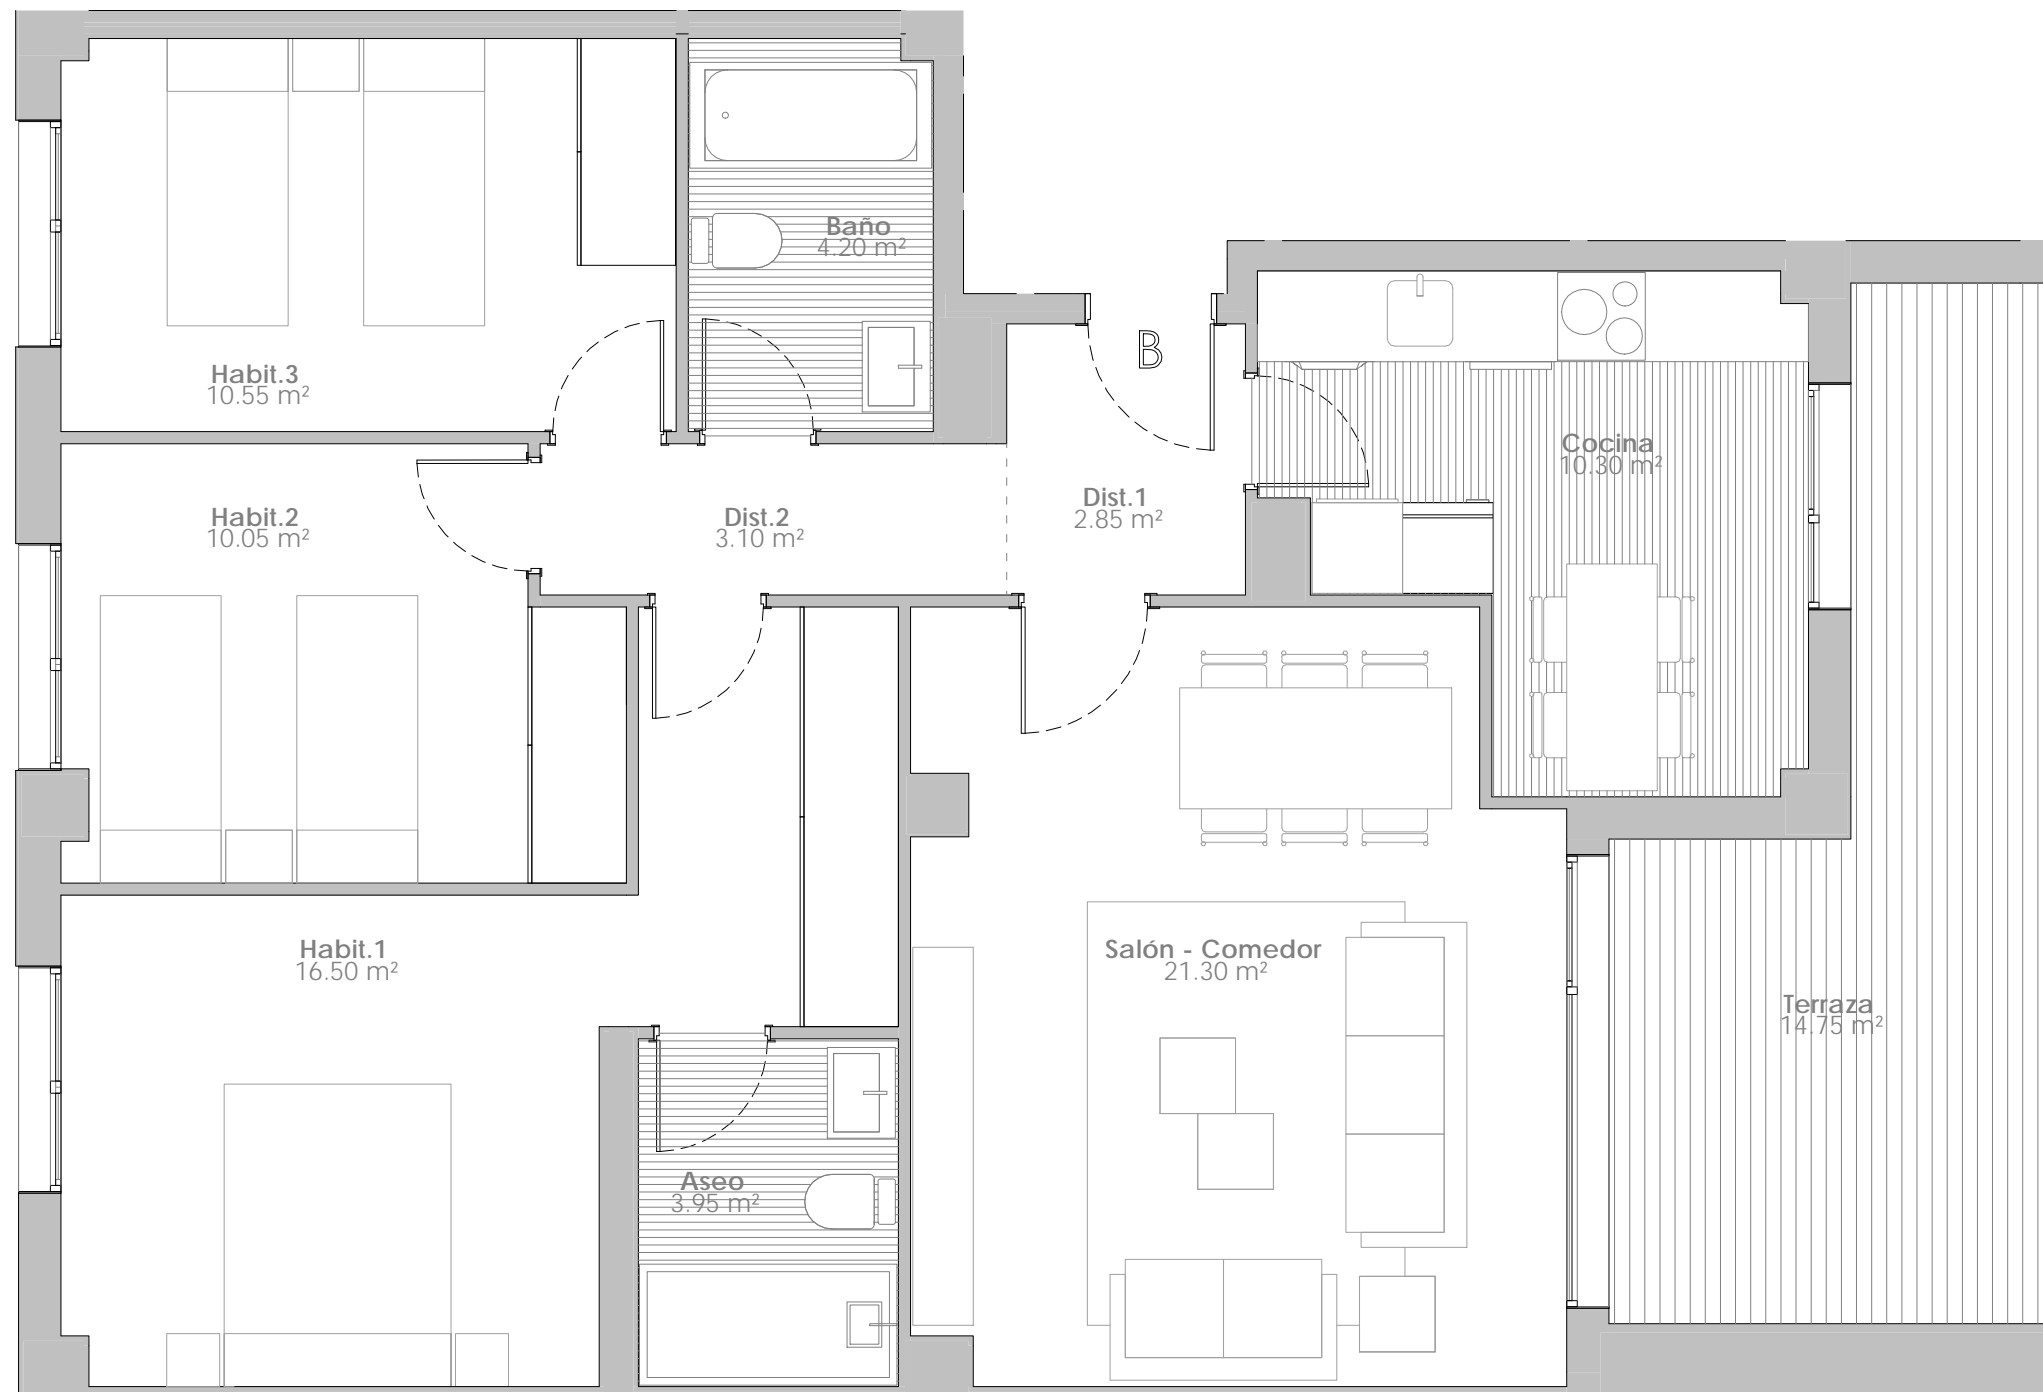 Baño
4.20 m²
B
Habit.3
10.55 m²
Cocina
10.30 m²
Habit.2
10.05 m²
Dist.2
3.10 m²
Dist.1
2.85 m²
Habit.1
16.50 m²
Salón - Comedor
21.30 m²
Terraza
14.75 m²
Aseo
3.95 m²